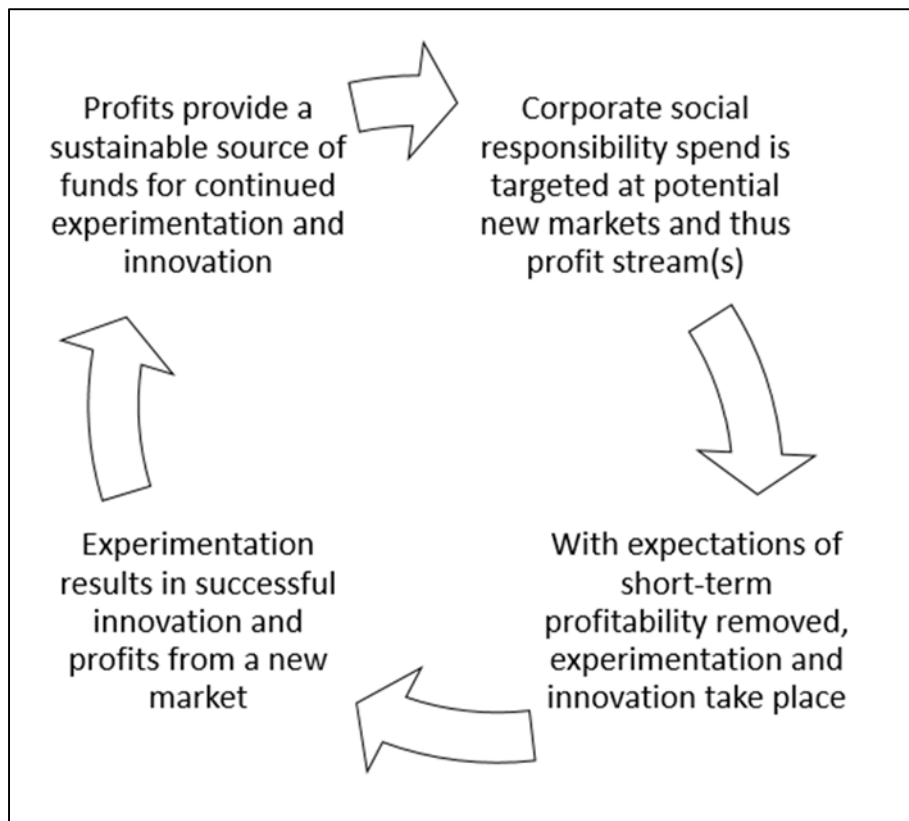 Profits provide a
sustainable source of
funds for continued
experimentation and
innovation
Corporate social
responsibility spend is
targeted at potential
new markets and thus
profit stream(s)
With expectations of
short-term
profitability removed,
experimentation and
innovation take place
Experimentation
results in successful
innovation and
profits from a new
market